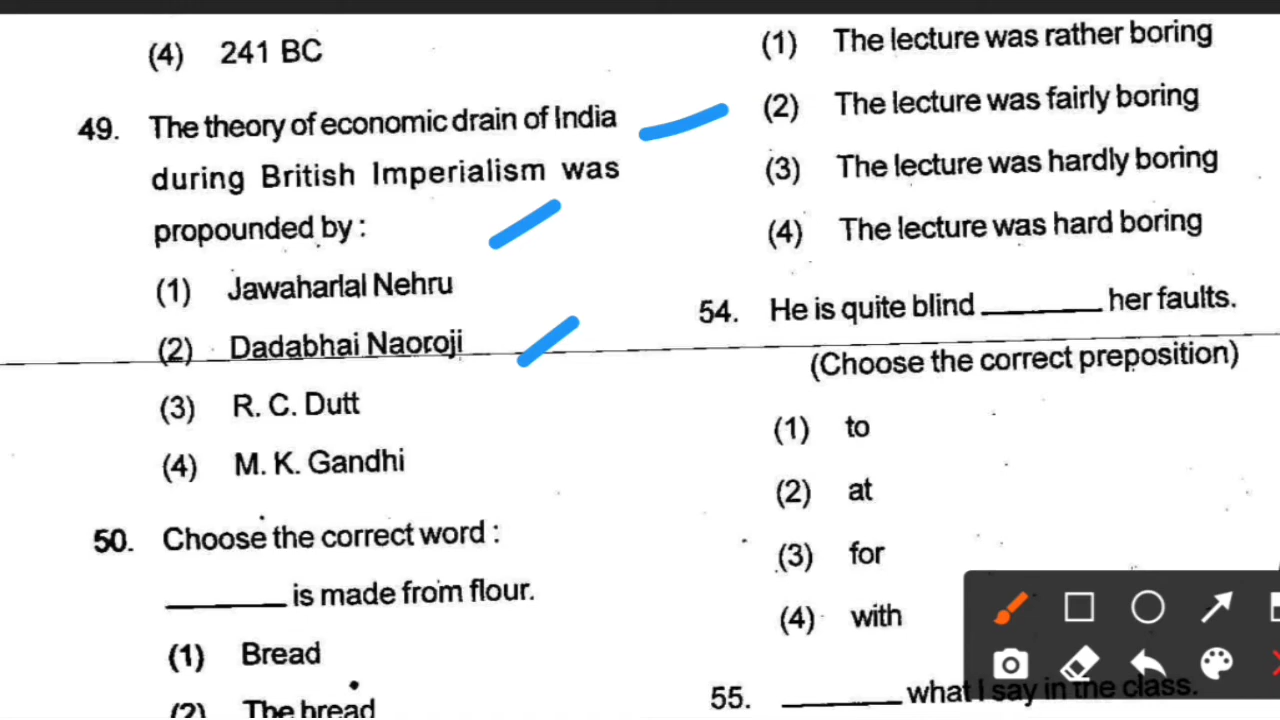 (4) 241 BC
49. The theory of economic drain of India
during British Imperialism was
propounded by :
(1) Jawaharlal Nehru
(2) Dadabhai Naoroji
(3) R. C. Dutt
(4) M. K. Gandhi
50. Choose the correct word :
________ is made from flour.
(1) Bread
(2) The bread
(1) The lecture was rather boring
(2) The lecture was fairly boring
(3) The lecture was hardly boring
(4) The lecture was hard boring
54. He is quite blind ________ her faults.
(Choose the correct preposition)
(1) to
(2) at
(3) for
(4) with
55. ________ what I say in the class.